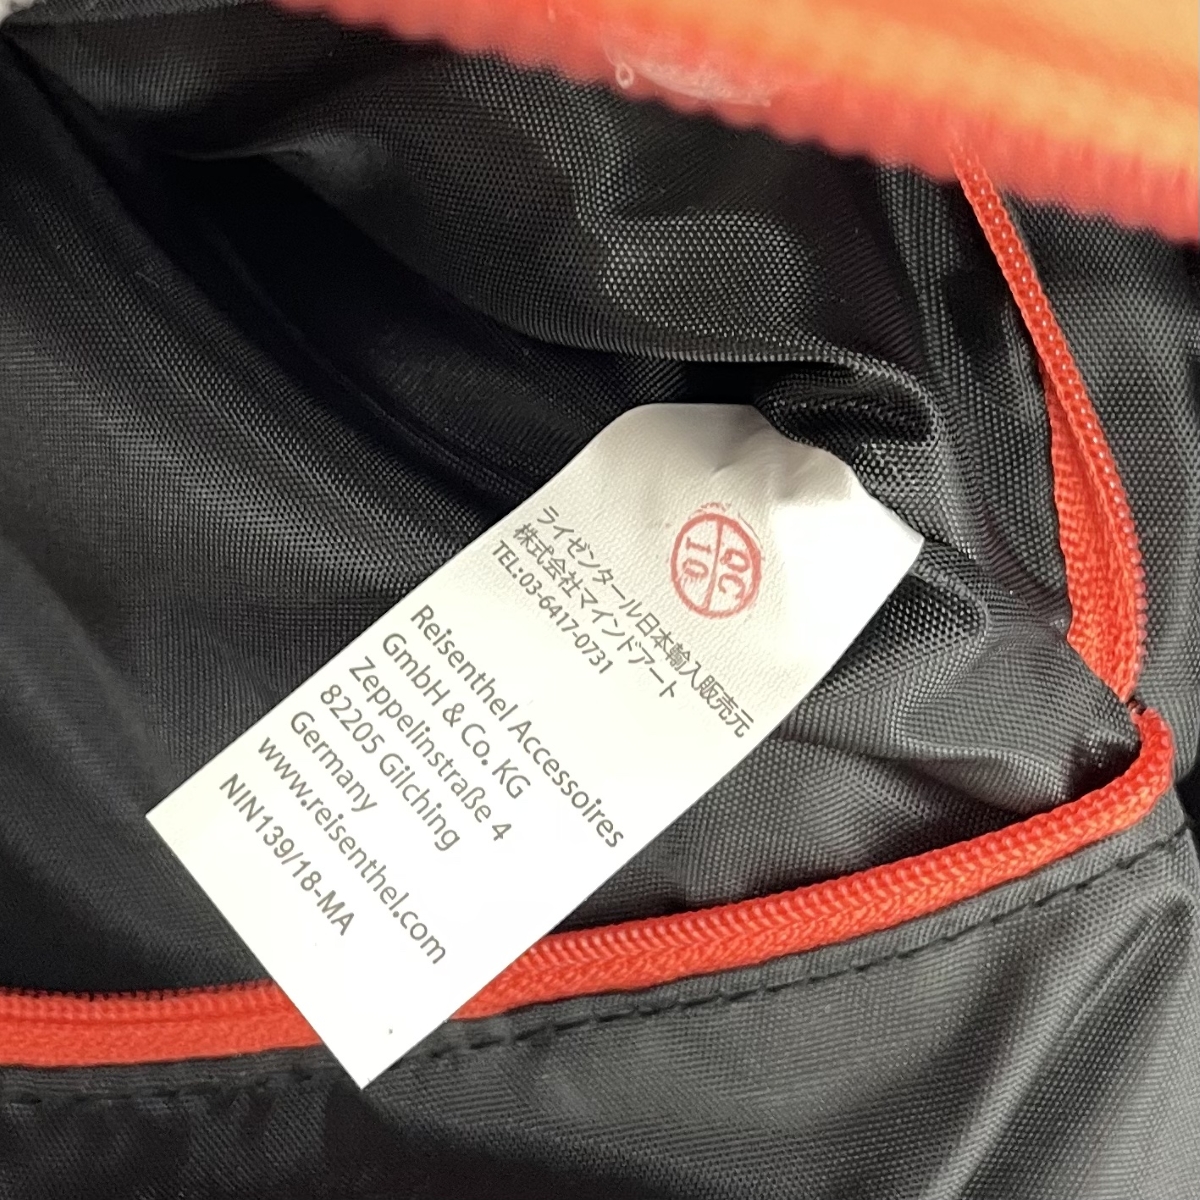 QC
10
ライゼンタール日本輸入販売元
株式会社マインドアート
TEL:03-6417-0731
Reisenthel Accessoires
GmbH & Co. KG
Zeppelinstraße 4
82205 Gilching
Germany
www.reisenthel.com
NIN139/18-MA